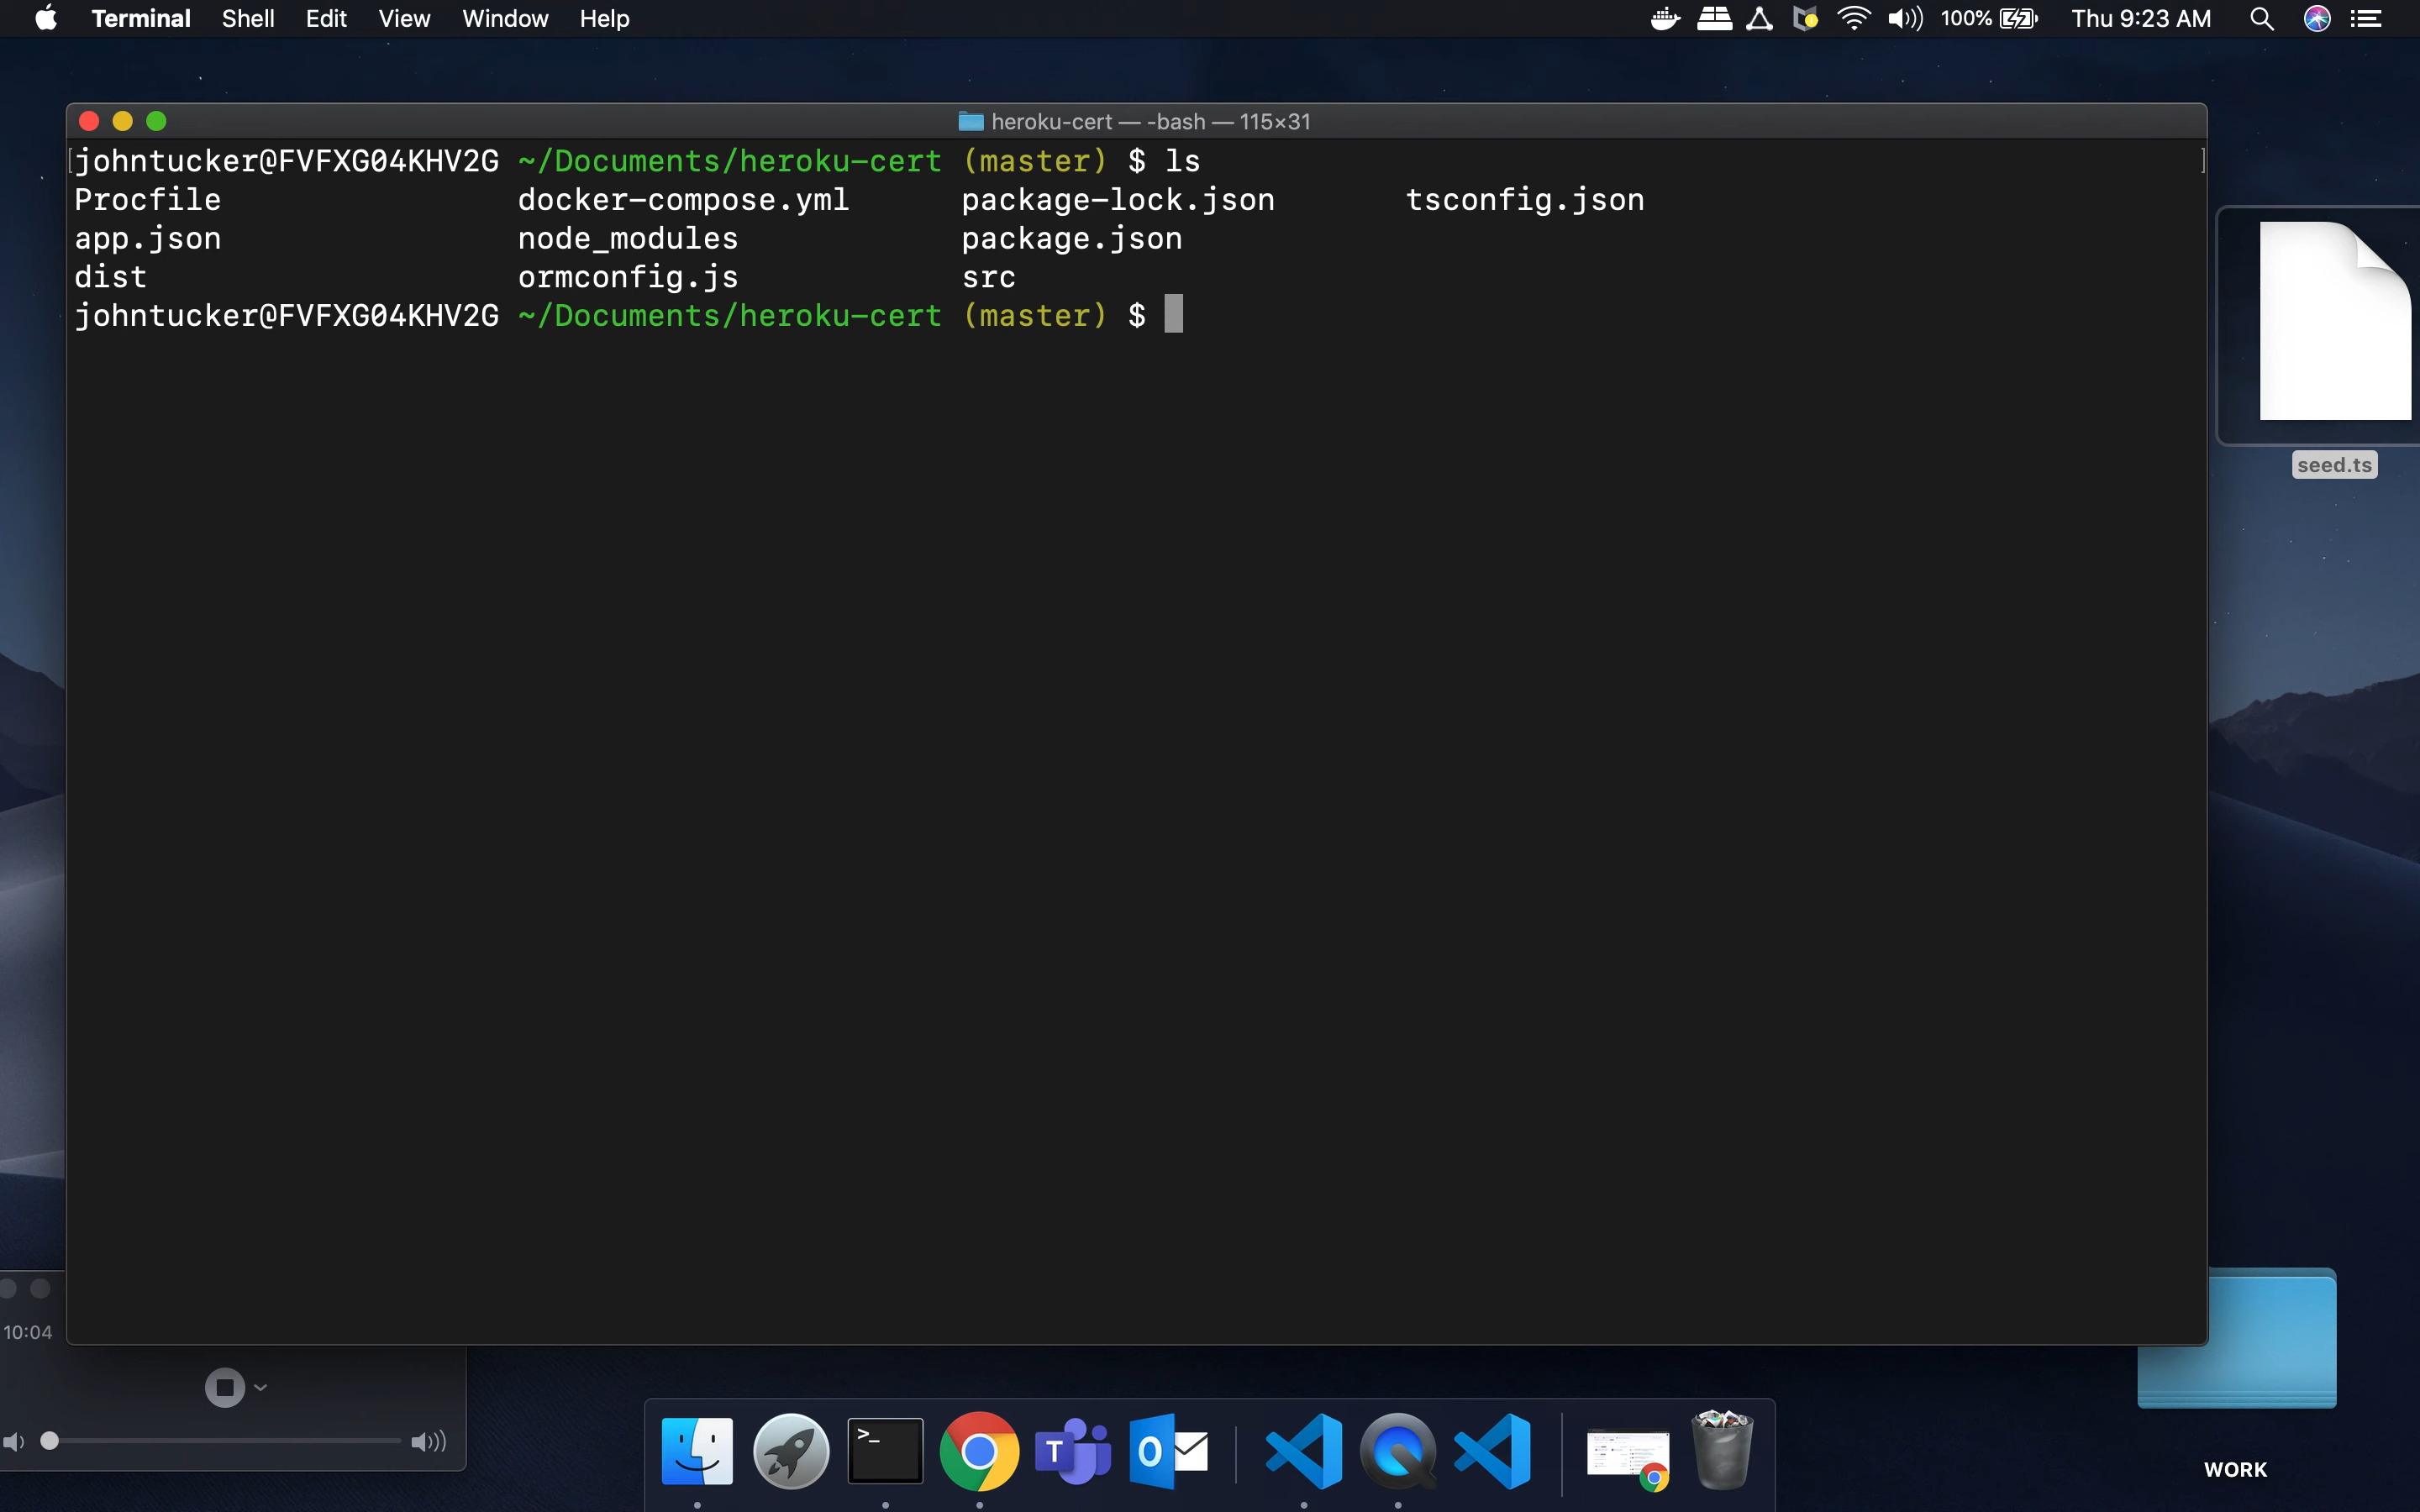 Terminal Shell Edit View Window Help 100% Thu 9:23 AM
heroku-cert — -bash — 115×31
johntucker@FVFXG04KHV2G ~/Documents/heroku-cert (master) $ ls
Procfile docker-compose.yml package-lock.json tsconfig.json
app.json node_modules package.json
dist ormconfig.js src
johntucker@FVFXG04KHV2G ~/Documents/heroku-cert (master) $
seed.ts
10:04
>_
T
O
WORK